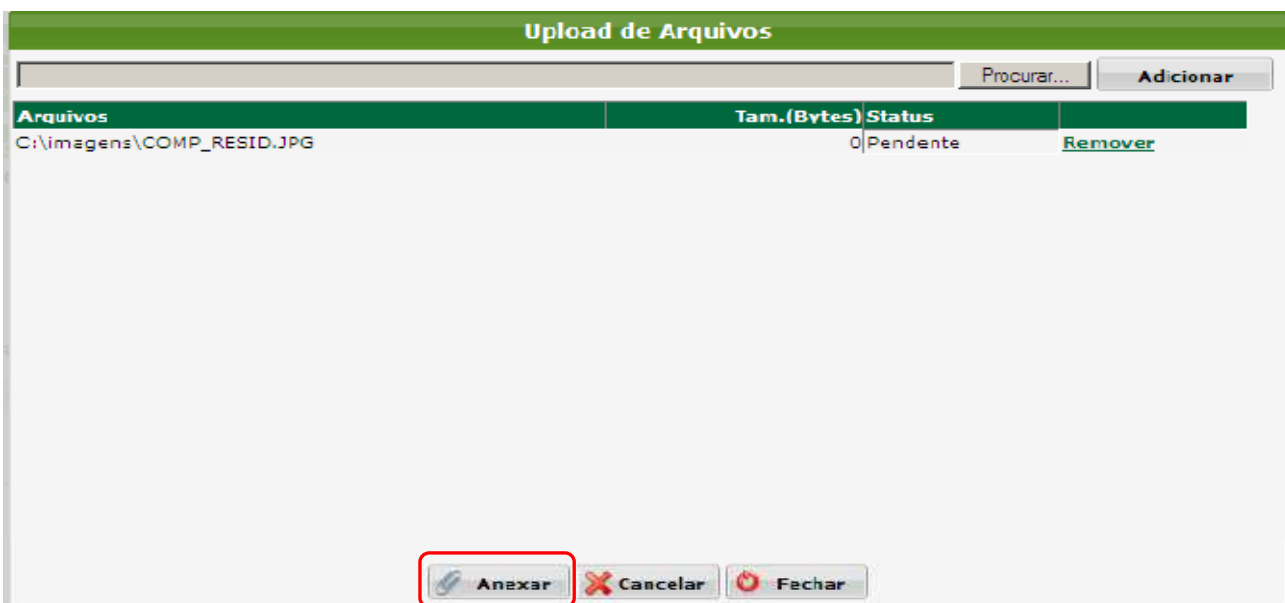 Upload de Arquivos
Procurar... Adicionar
Arquivos Tam.(Bytes) Status
C:\imagens\COMP_RESID.JPG 0 Pendente Remover
Anexar Cancelar Fechar